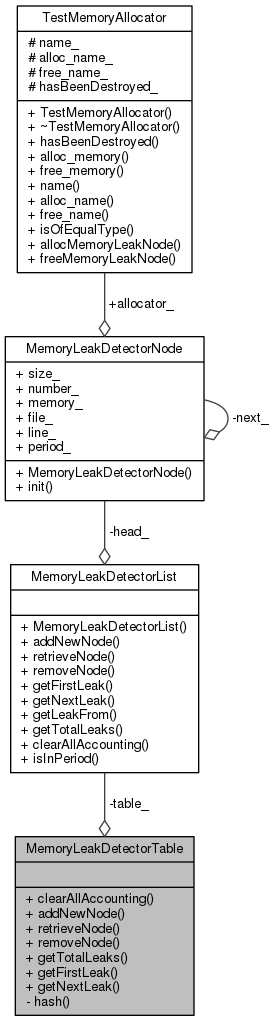 TestMemoryAllocator
# name_
# alloc_name_
# free_name_
# hasBeenDestroyed_
+ TestMemoryAllocator()
+ ~TestMemoryAllocator()
+ hasBeenDestroyed()
+ alloc_memory()
+ free_memory()
+ name()
+ alloc_name()
+ free_name()
+ isOfEqualType()
+ allocMemoryLeakNode()
+ freeMemoryLeakNode()
+allocator_
MemoryLeakDetectorNode
+ size_
+ number_
+ memory_
+ file_
+ line_
+ period_
+ MemoryLeakDetectorNode()
+ init()
-next_
-head_
MemoryLeakDetectorList
+ MemoryLeakDetectorList()
+ addNewNode()
+ retrieveNode()
+ removeNode()
+ getFirstLeak()
+ getNextLeak()
+ getLeakFrom()
+ getTotalLeaks()
+ clearAllAccounting()
+ isInPeriod()
-table_
MemoryLeakDetectorTable
+ clearAllAccounting()
+ addNewNode()
+ retrieveNode()
+ removeNode()
+ getTotalLeaks()
+ getFirstLeak()
+ getNextLeak()
- hash()